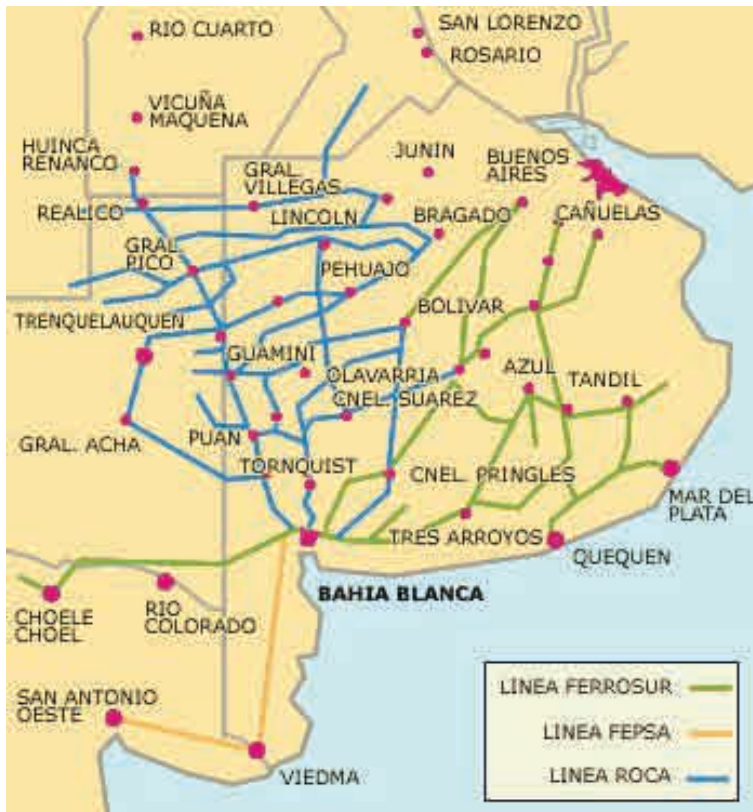 RIO CUARTO
SAN LORENZO
ROSARIO
VICUÑA
MAQUENA
HUINCA
RENANCO
GRAL.
VILLEGAS
JUNIN
BUENOS
AIRES
REALICO
LINCOLN
BRAGADO
CAÑUELAS
GRAL.
PICO
PEHUAJO
TRENQUELAUQUEN
BOLIVAR
GUAMINI
OLAVARRIA
AZUL
TANDIL
CNEL. SUAREZ
GRAL. ACHA
PUAN
TORNQUIST
CNEL. PRINGLES
MAR DEL
PLATA
TRES ARROYOS
QUEQUEN
BAHIA BLANCA
CHOELE
CHOEL
RIO
COLORADO
SAN ANTONIO
OESTE
VIEDMA
LINEA FERROSUR
LINEA FEPSA
LINEA ROCA